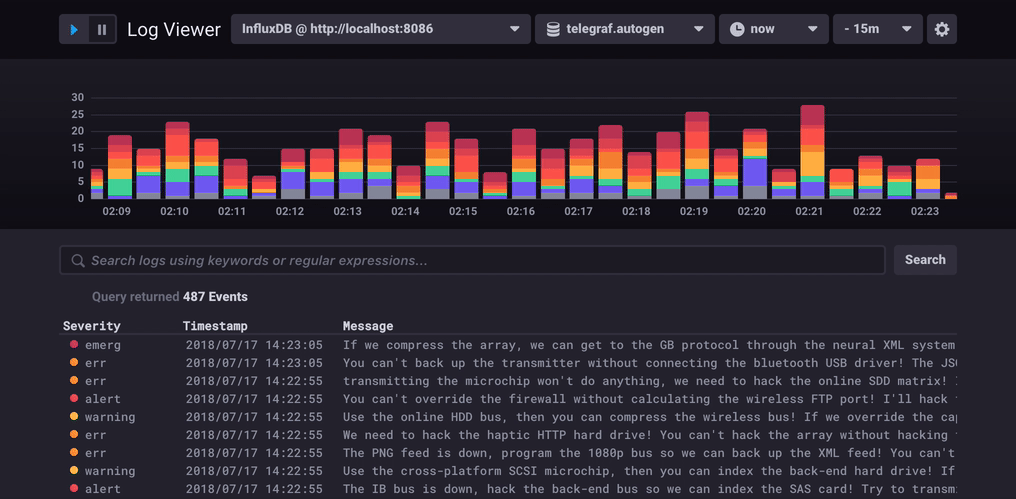 Log Viewer InfluxDB @ http://localhost:8086 telegraf.autogen now - 15m
30
25
20
15
10
5
0
02:09 02:10 02:11 02:12 02:13 02:14 02:15 02:16 02:17 02:18 02:19 02:20 02:21 02:22 02:23
Search logs using keywords or regular expressions... Search
Query returned 487 Events
Severity Timestamp Message
emerg 2018/07/17 14:23:05 If we compress the array, we can get to the GB protocol through the neural XML system
err 2018/07/17 14:23:05 You can't back up the transmitter without connecting the bluetooth USB driver! The
err 2018/07/17 14:22:55 transmitting the microchip won't do anything, we need to hack the online SDD matrix!
alert 2018/07/17 14:22:55 You can't override the firewall without calculating the wireless FTP port! I'll hack
warning 2018/07/17 14:22:55 Use the online HDD bus, then you can compress the wireless bus! If we override the
err 2018/07/17 14:22:55 We need to hack the haptic HTTP hard drive! You can't hack the array without hacking
err 2018/07/17 14:22:55 The PNG feed is down, program the 1080p bus so we can back up the XML feed! You can't
warning 2018/07/17 14:22:55 Use the cross-platform SCSI microchip, then you can index the back-end hard drive! If
alert 2018/07/17 14:22:55 The IB bus is down, hack the back-end bus so we can index the SAS card! Try to